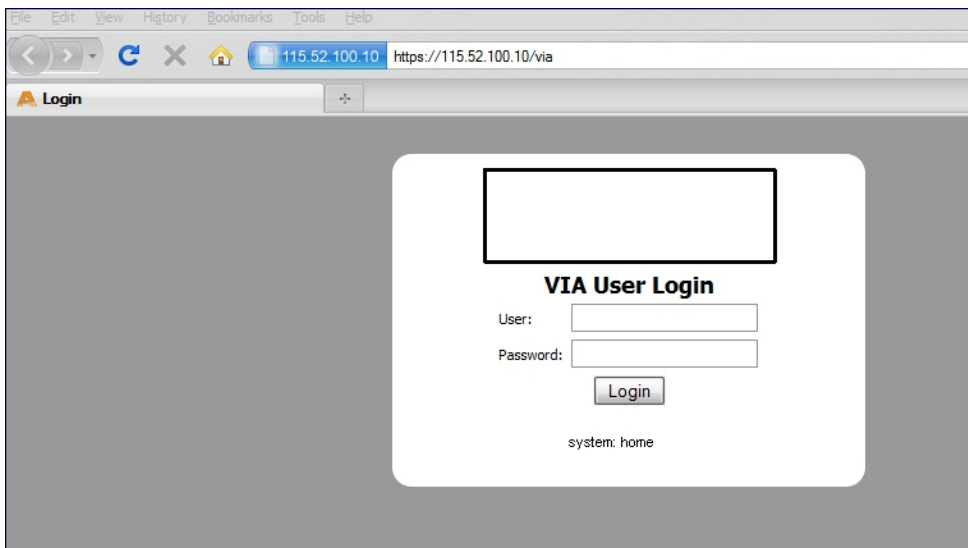 File Edit View History Bookmarks Tools Help
115.52.100.10 https://115.52.100.10/via
Login
VIA User Login
User:
Password:
Login
system: home